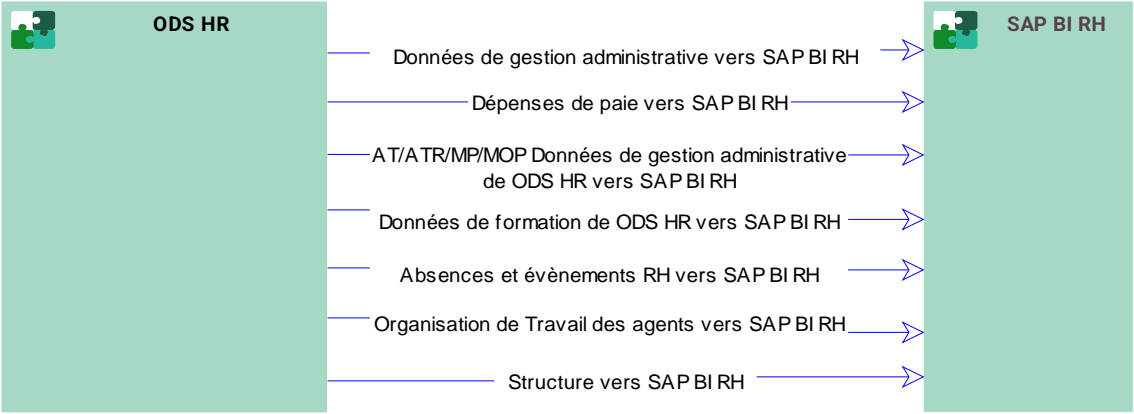 ODS HR
SAP BI RH
Données de gestion administrative vers SAP BI RH
Dépenses de paie vers SAP BI RH
AT/ATR/MP/MOP Données de gestion administrative
de ODS HR vers SAP BI RH
Données de formation de ODS HR vers SAP BI RH
Absences et évènements RH vers SAP BI RH
Organisation de Travail des agents vers SAP BI RH
Structure vers SAP BI RH